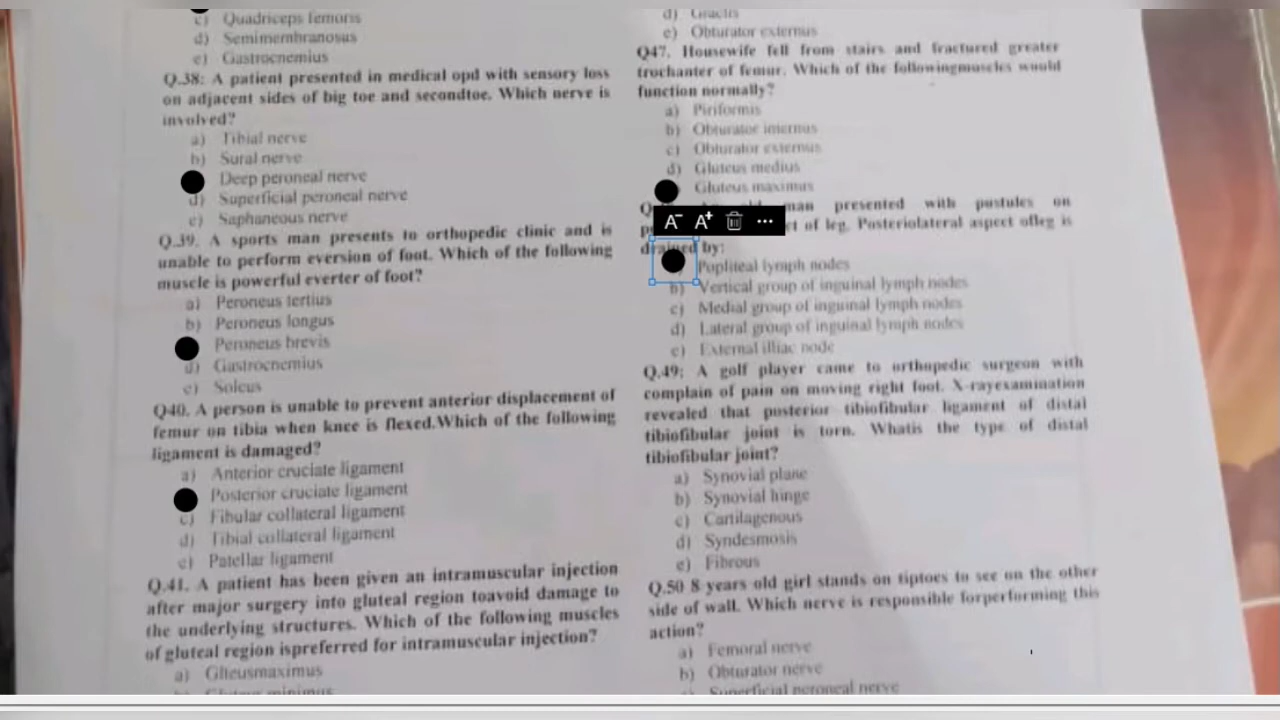 c) Quadriceps femoris
d) Semimembranosus
e) Gastrocnemius
Q.38: A patient presented in medical opd with sensory loss
on adjacent sides of big toe and secondtoe. Which nerve is
involved?
a) Tibial nerve
b) Sural nerve
Deep peroneal nerve
d) Superficial peroneal nerve
e) Saphaneous nerve
Q.39. A sports man presents to orthopedic clinic and is
unable to perform eversion of foot. Which of the following
muscle is powerful everter of foot?
a) Peroneus tertius
b) Peroneus longus
Peroneus brevis
d) Gastrocnemius
e) Soleus
Q40. A person is unable to prevent anterior displacement of
femur on tibia when knee is flexed.Which of the following
ligament is damaged?
a) Anterior cruciate ligament
Posterior cruciate ligament
c) Fibular collateral ligament
d) Tibial collateral ligament
e) Patellar ligament
Q.41. A patient has been given an intramuscular injection
after major surgery into gluteal region toavoid damage to
the underlying structures. Which of the following muscles
of gluteal region ispreferred for intramuscular injection?
a) Gluteusmaximus
d) Gracilis
e) Obturator externus
Q47. Housewife fell from stairs and fractured greater
trochanter of femur. Which of the followingmuscles would
function normally?
a) Piriformis
b) Obturator internus
c) Obturator externus
d) Gluteus medius
Gluteus maximus
man presented with postules on
of leg. Posteriolateral aspect ofleg is
drained by:
Popliteal lymph nodes
b) Vertical group of inguinal lymph nodes
c) Medial group of inguinal lymph nodes
d) Lateral group of inguinal lymph nodes
e) External illiac node
Q.49: A golf player came to orthopedic surgeon with
complain of pain on moving right foot. X-rayexamination
revealed that posterior tibiofibular ligament of distal
tibiofibular joint is torn. Whatis the type of distal
tibiofibular joint?
a) Synovial plane
b) Synovial hinge
c) Cartilagenous
d) Syndesmosis
e) Fibrous
Q.50 8 years old girl stands on tiptoes to see on the other
side of wall. Which nerve is responsible forperforming this
action?
a) Femoral nerve
b) Obturator nerve
Superficial peroneal nerve
A- A+